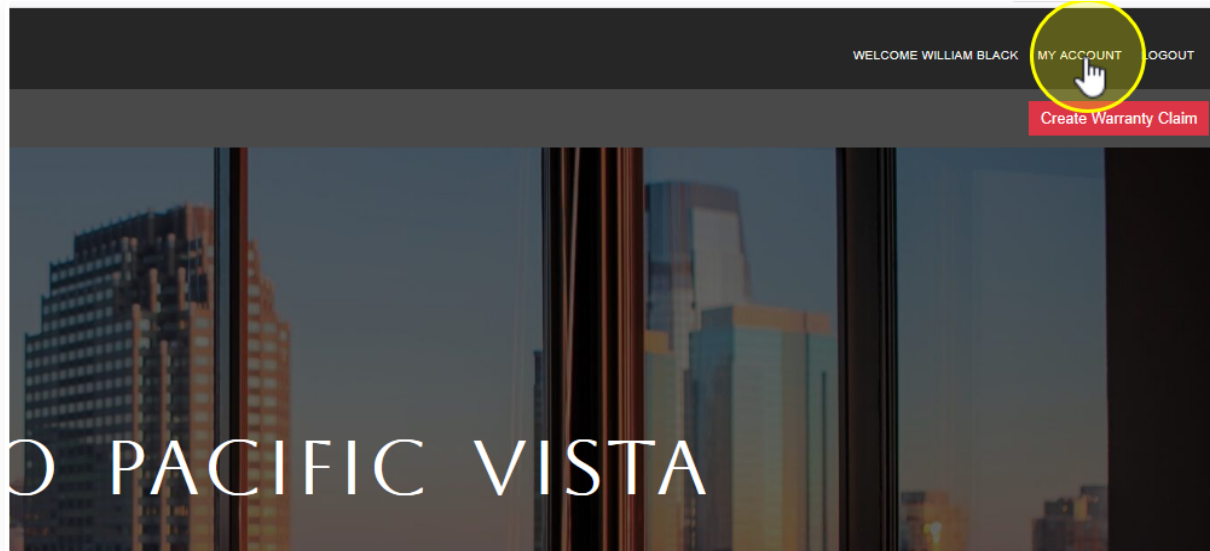 WELCOME WILLIAM BLACK MY ACCOUNT LOGOUT
Create Warranty Claim
O PACIFIC VISTA